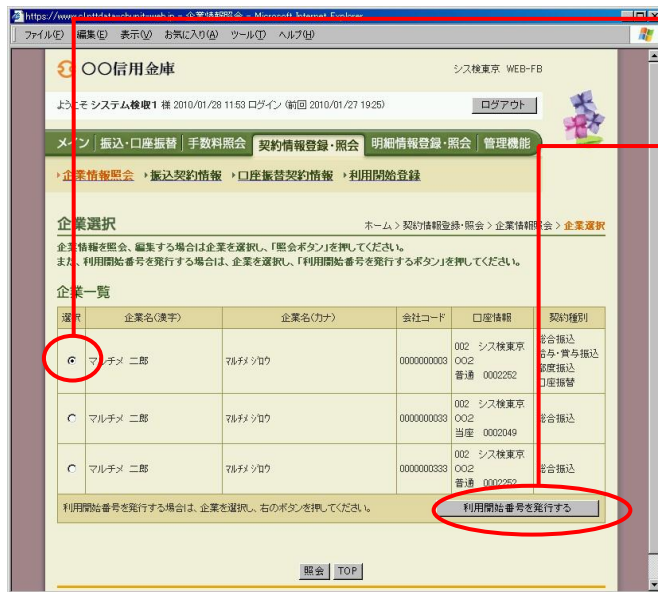 ファイル(F) 編集(E) 表示(V) お気に入り(A) ツール(T) ヘルプ(H)
〇〇信用金庫
シス検東京 WEB-FB
ようこそ システム検収1 様 2010/01/28 11:53 ログイン (前回 2010/01/27 19:25)
ログアウト
メイン 振込・口座振替 手数料照会 契約情報登録・照会 明細情報登録・照会 管理機能
企業情報照会 振込契約情報 口座振替契約情報 利用開始登録
企業選択
ホーム > 契約情報登録・照会 > 企業情報照会 > 企業選択
企業情報を照会、編集する場合は企業を選択し、「照会ボタン」を押してください。
また、利用開始番号を発行する場合は、企業を選択し、「利用開始番号を発行するボタン」を押してください。
企業一覧
選択 企業名(漢字) 企業名(カナ) 会社コード 口座情報 契約種別
マルチメ 二郎 マルチメ ジロウ 0000000003 002 シス検東京 002 普通 0002252 総合振込 給与・賞与振込 都度振込 口座振替
マルチメ 二郎 マルチメ ジロウ 0000000033 002 シス検東京 002 当座 0002049 総合振込
マルチメ 二郎 マルチメ ジロウ 0000000333 002 シス検東京 002 普通 0002252 総合振込
利用開始番号を発行する場合は、企業を選択し、右のボタンを押してください。
利用開始番号を発行する
照会 TOP